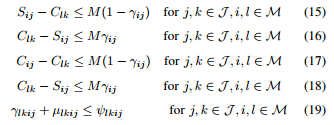 S_{ij} − C_{lk} ≤ M(1 − γ_{ij}) for j, k ∈ 𝒥, i, l ∈ ℳ (15)
C_{lk} − S_{ij} ≤ Mγ_{ij} for j, k ∈ 𝒥, i, l ∈ ℳ (16)
C_{ij} − C_{lk} ≤ M(1 − γ_{ij}) for j, k ∈ 𝒥, i, l ∈ ℳ (17)
C_{lk} − S_{ij} ≤ Mγ_{ij} for j, k ∈ 𝒥, i, l ∈ ℳ (18)
γ_{lkij} + μ_{lkij} ≤ ψ_{lkij} for j, k ∈ 𝒥, i, l ∈ ℳ (19)